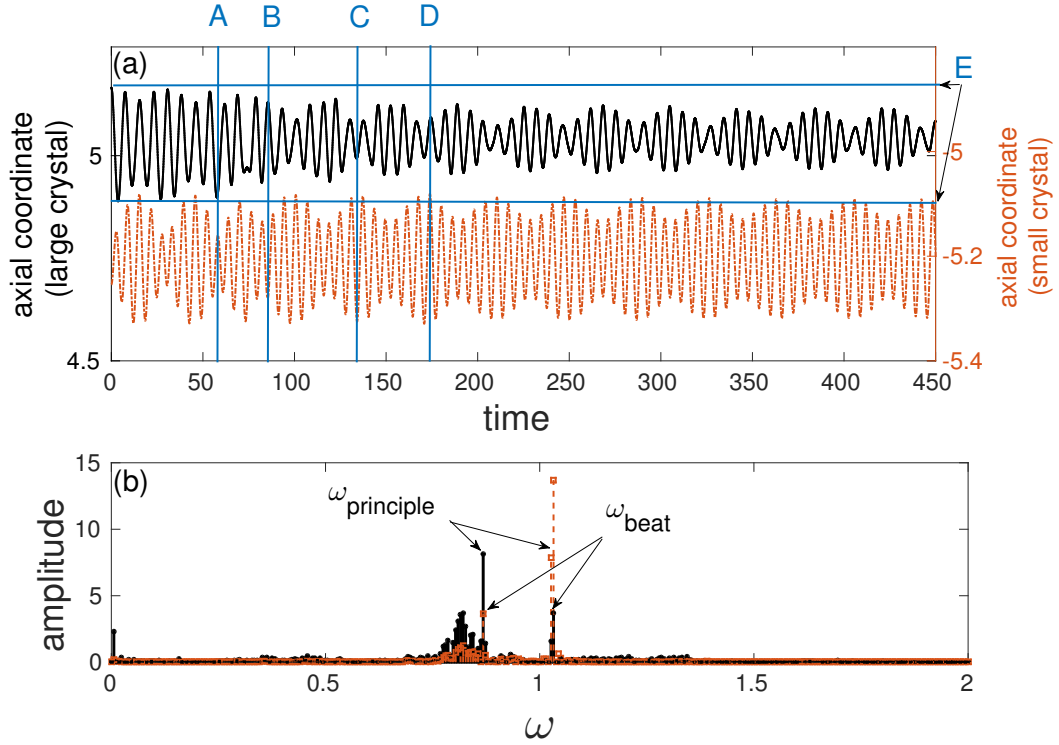 A B C D
(a)
E
5
4.5
axial coordinate
(large crystal)
-5
-5.2
-5.4
axial coordinate
(small crystal)
0 50 100 150 200 250 300 350 400 450
time
(b)
15
10
5
0
amplitude
ωprinciple
ωbeat
0 0.5 1 1.5 2
ω